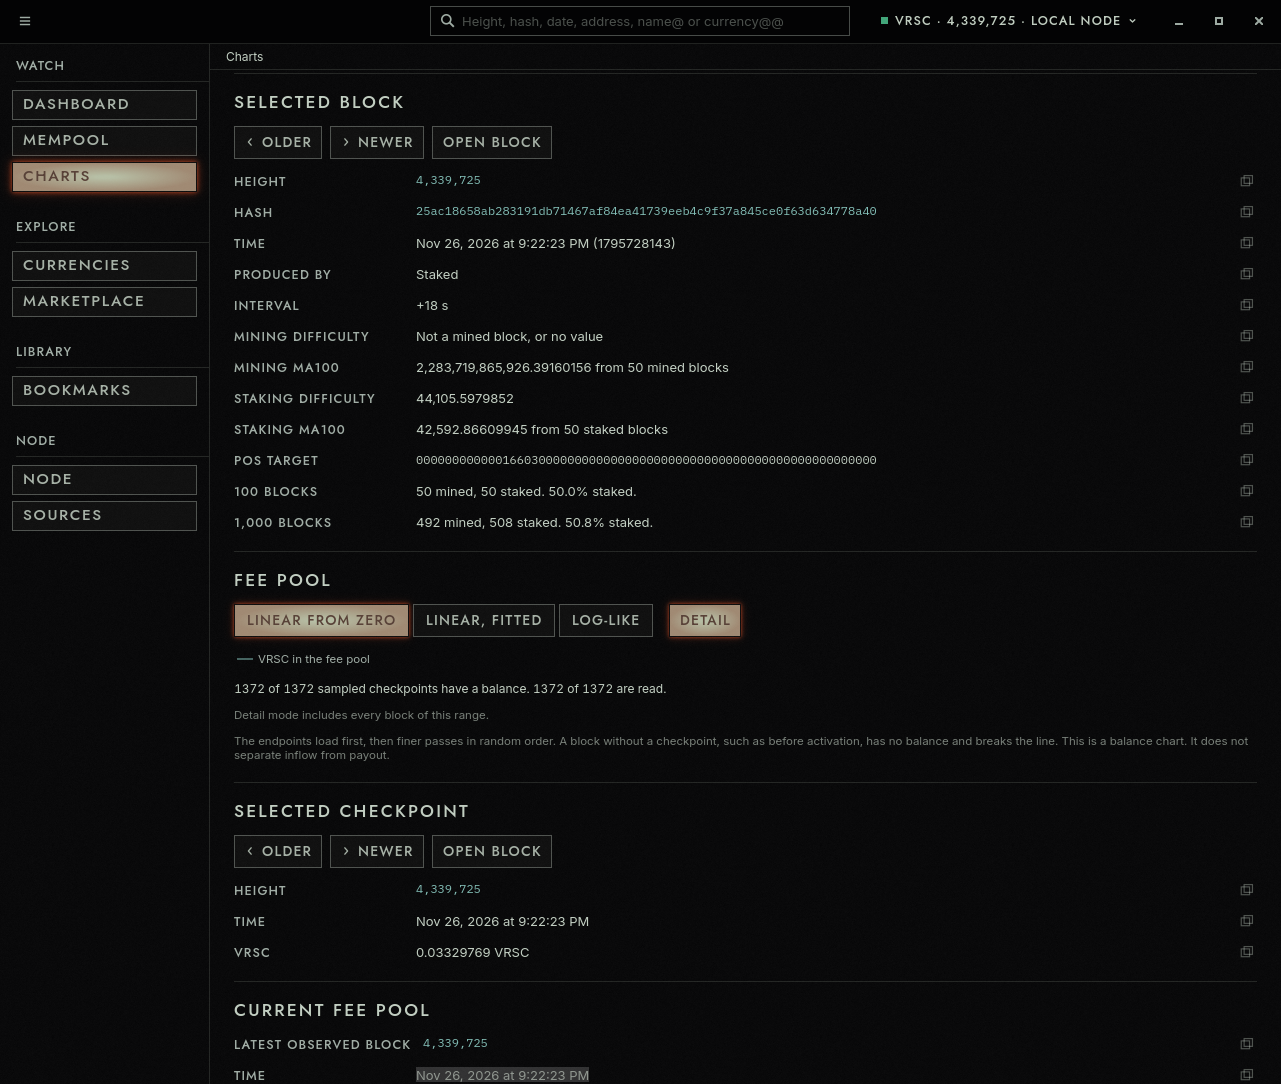 Height, hash, date, address, name@ or currency@@
VRSC · 4,339,725 · LOCAL NODE
WATCH
DASHBOARD
MEMPOOL
CHARTS
EXPLORE
CURRENCIES
MARKETPLACE
LIBRARY
BOOKMARKS
NODE
NODE
SOURCES
Charts
SELECTED BLOCK
OLDER NEWER OPEN BLOCK
HEIGHT 4,339,725
HASH 25ac18658ab283191db71467af84ea41739eeb4c9f37a845ce0f63d634778a40
TIME Nov 26, 2026 at 9:22:23 PM (1795728143)
PRODUCED BY Staked
INTERVAL +18 s
MINING DIFFICULTY Not a mined block, or no value
MINING MA100 2,283,719,865,926.39160156 from 50 mined blocks
STAKING DIFFICULTY 44,105.5979852
STAKING MA100 42,592.86609945 from 50 staked blocks
POS TARGET 0000000000001660300000000000000000000000000000000000000000000000
100 BLOCKS 50 mined, 50 staked. 50.0% staked.
1,000 BLOCKS 492 mined, 508 staked. 50.8% staked.
FEE POOL
LINEAR FROM ZERO LINEAR, FITTED LOG-LIKE DETAIL
VRSC in the fee pool
1372 of 1372 sampled checkpoints have a balance. 1372 of 1372 are read.
Detail mode includes every block of this range.
The endpoints load first, then finer passes in random order. A block without a checkpoint, such as before activation, has no balance and breaks the line. This is a balance chart. It does not
separate inflow from payout.
SELECTED CHECKPOINT
OLDER NEWER OPEN BLOCK
HEIGHT 4,339,725
TIME Nov 26, 2026 at 9:22:23 PM
VRSC 0.03329769 VRSC
CURRENT FEE POOL
LATEST OBSERVED BLOCK 4,339,725
TIME Nov 26, 2026 at 9:22:23 PM